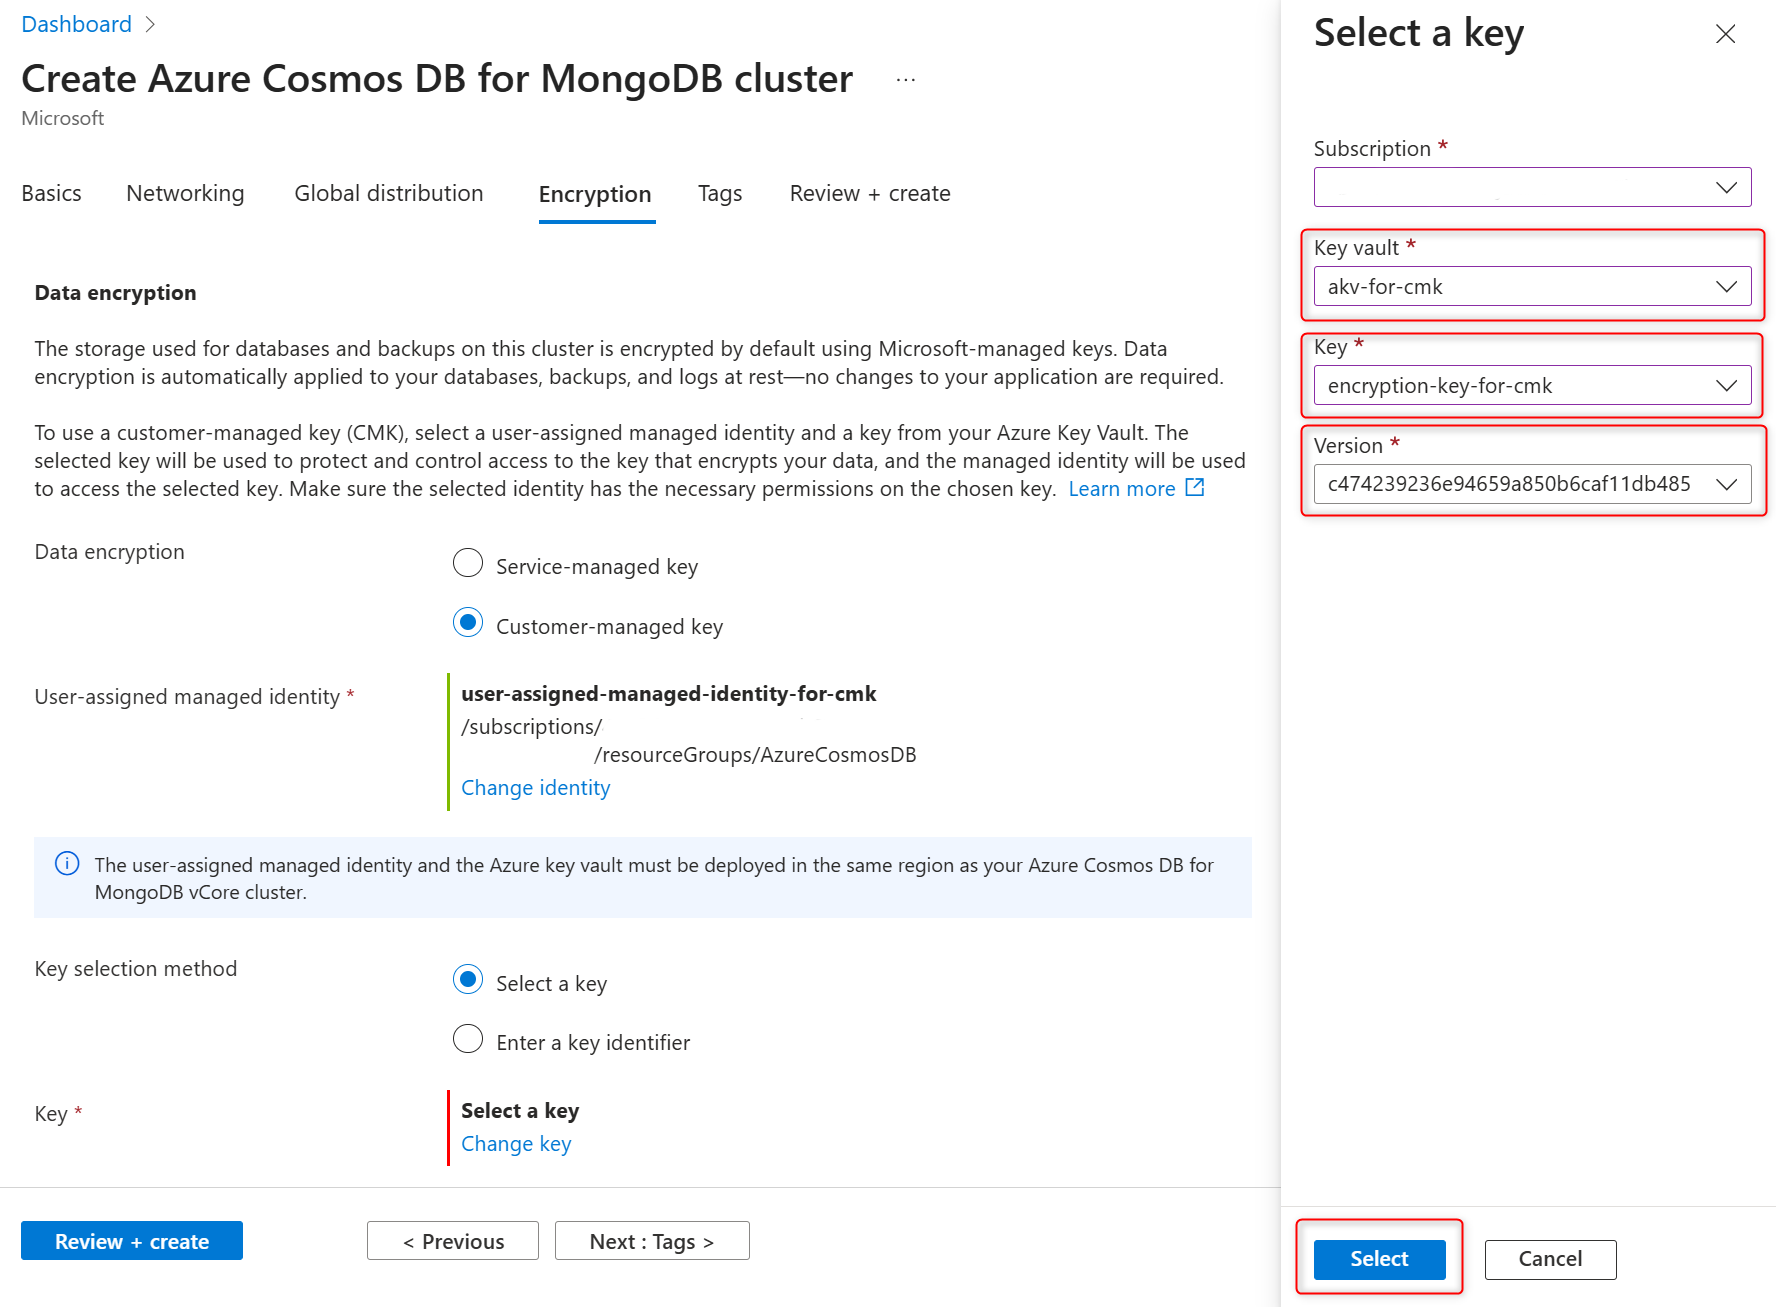 Dashboard >
Create Azure Cosmos DB for MongoDB cluster ...
Microsoft
Basics Networking Global distribution Encryption Tags Review + create
Data encryption
The storage used for databases and backups on this cluster is encrypted by default using Microsoft-managed keys. Data
encryption is automatically applied to your databases, backups, and logs at rest—no changes to your application are required.
To use a customer-managed key (CMK), select a user-assigned managed identity and a key from your Azure Key Vault. The
selected key will be used to protect and control access to the key that encrypts your data, and the managed identity will be used
to access the selected key. Make sure the selected identity has the necessary permissions on the chosen key. Learn more
Data encryption
Service-managed key
Customer-managed key
User-assigned managed identity *
user-assigned-managed-identity-for-cmk
/subscriptions/
/resourceGroups/AzureCosmosDB
Change identity
The user-assigned managed identity and the Azure key vault must be deployed in the same region as your Azure Cosmos DB for
MongoDB vCore cluster.
Key selection method
Select a key
Enter a key identifier
Key *
Select a key
Change key
Review + create
< Previous
Next : Tags >
Select a key
Subscription *
Key vault *
akv-for-cmk
Key *
encryption-key-for-cmk
Version *
c474239236e94659a850b6caf11db485
Select
Cancel